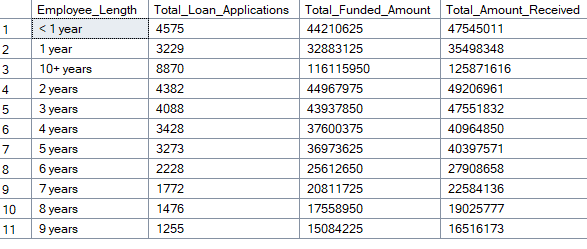 Employee_Length Total_Loan_Applications Total_Funded_Amount Total_Amount_Received
1 < 1 year 4575 44210625 47545011
2 1 year 3229 32883125 35498348
3 10+ years 8870 116115950 125871616
4 2 years 4382 44967975 49206961
5 3 years 4088 43937850 47551832
6 4 years 3428 37600375 40964850
7 5 years 3273 36973625 40397571
8 6 years 2228 25612650 27908658
9 7 years 1772 20811725 22584136
10 8 years 1476 17558950 19025777
11 9 years 1255 15084225 16516173